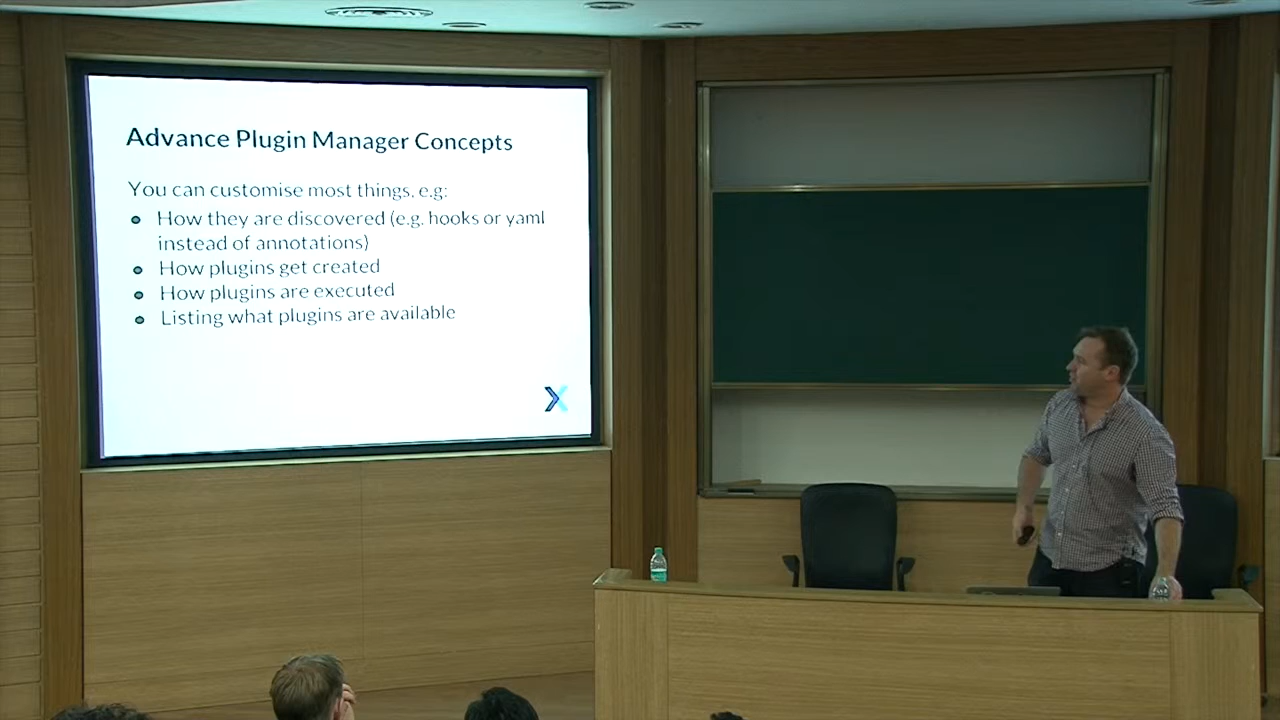 Advance Plugin Manager Concepts
You can customise most things, e.g:
How they are discovered (e.g. hooks or yaml
instead of annotations)
How plugins get created
How plugins are executed
Listing what plugins are available